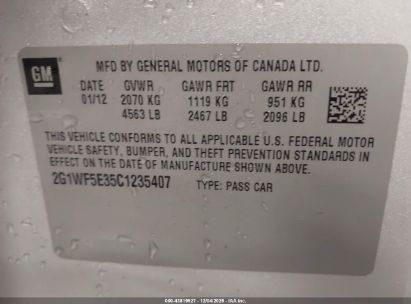 GM
MFD BY GENERAL MOTORS OF CANADA LTD.
DATE GVWR GAWR FRT GAWR RR
01/12 2070 KG 1119 KG 951 KG
4563 LB 2467 LB 2096 LB
THIS VEHICLE CONFORMS TO ALL APPLICABLE U.S. FEDERAL MOTOR
VEHICLE SAFETY, BUMPER, AND THEFT PREVENTION STANDARDS IN
EFFECT ON THE DATE OF MANUFACTURE SHOWN ABOVE.
2G1WF5E35C1235407 TYPE: PASS CAR